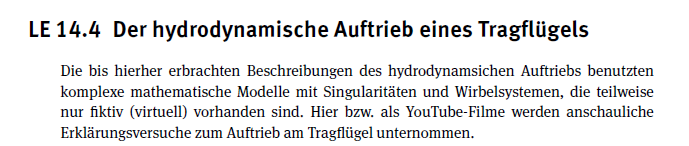 LE 14.4 Der hydrodynamische Auftrieb eines Tragflügels
Die bis hierher erbrachten Beschreibungen des hydrodynamsichen Auftriebs benutzten
komplexe mathematische Modelle mit Singularitäten und Wirbelsystemen, die teilweise
nur fiktiv (virtuell) vorhanden sind. Hier bzw. als YouTube-Filme werden anschauliche
Erklärungsversuche zum Auftrieb am Tragflügel unternommen.